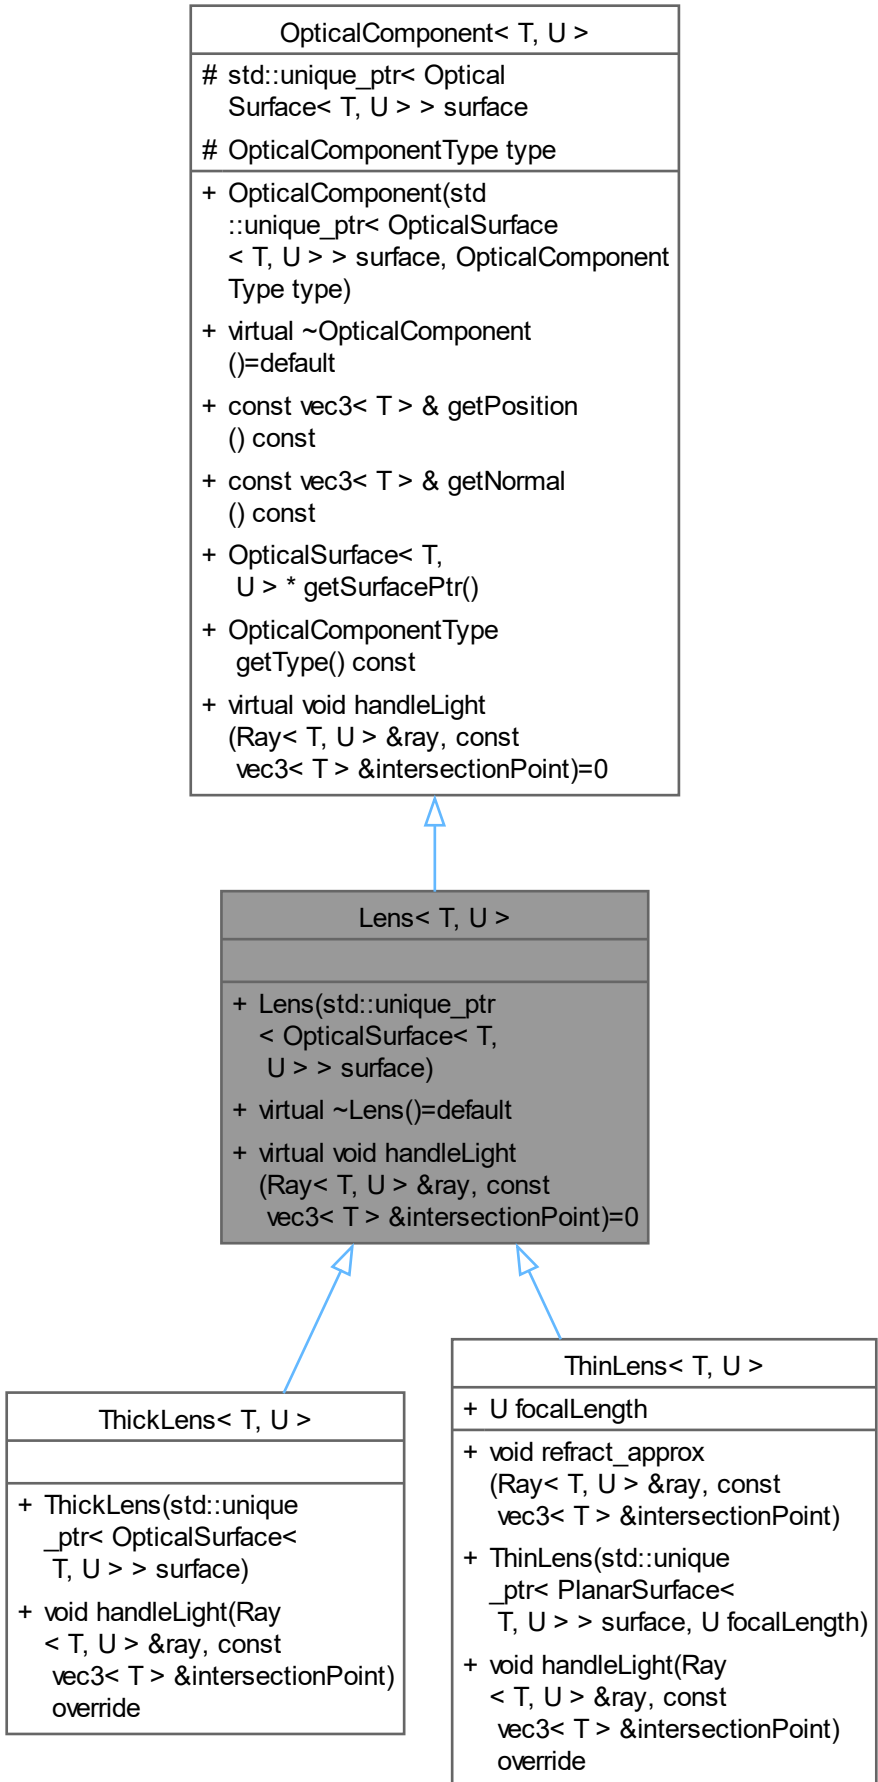 OpticalComponent< T, U >
# std::unique_ptr< Optical
Surface< T, U > > surface
# OpticalComponentType type
+ OpticalComponent(std
::unique_ptr< OpticalSurface
< T, U > > surface, OpticalComponent
Type type)
+ virtual ~OpticalComponent
()=default
+ const vec3< T > & getPosition
() const
+ const vec3< T > & getNormal
() const
+ OpticalSurface< T,
U > * getSurfacePtr()
+ OpticalComponentType
getType() const
+ virtual void handleLight
(Ray< T, U > &ray, const
vec3< T > &intersectionPoint)=0
Lens< T, U >
+ Lens(std::unique_ptr
< OpticalSurface< T,
U > > surface)
+ virtual ~Lens()=default
+ virtual void handleLight
(Ray< T, U > &ray, const
vec3< T > &intersectionPoint)=0
ThickLens< T, U >
+ ThickLens(std::unique
_ptr< OpticalSurface<
T, U > > surface)
+ void handleLight(Ray
< T, U > &ray, const
vec3< T > &intersectionPoint)
override
ThinLens< T, U >
+ U focalLength
+ void refract_approx
(Ray< T, U > &ray, const
vec3< T > &intersectionPoint)
+ ThinLens(std::unique
_ptr< PlanarSurface<
T, U > > surface, U focalLength)
+ void handleLight(Ray
< T, U > &ray, const
vec3< T > &intersectionPoint)
override